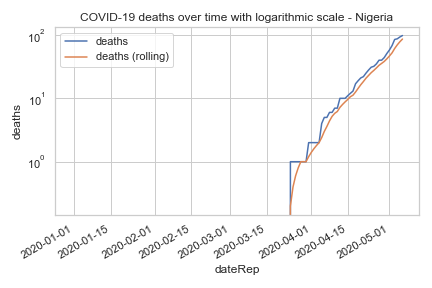 COVID-19 deaths over time with logarithmic scale - Nigeria
deaths
deaths (rolling)
10²
10¹
10⁰
deaths
2020-01-01
2020-01-15
2020-02-01
2020-02-15
2020-03-01
2020-03-15
2020-04-01
2020-04-15
2020-05-01
dateRep